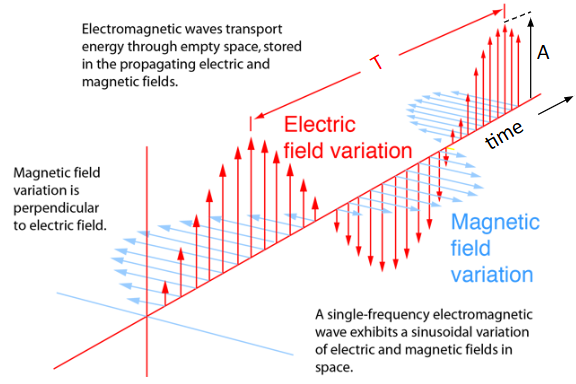 Electromagnetic waves transport
energy through empty space, stored
in the propagating electric and
magnetic fields.
T
A
Electric
field variation
time
Magnetic field
variation is
perpendicular
to electric field.
Magnetic
field
variation
A single-frequency electromagnetic
wave exhibits a sinusoidal variation
of electric and magnetic fields in
space.